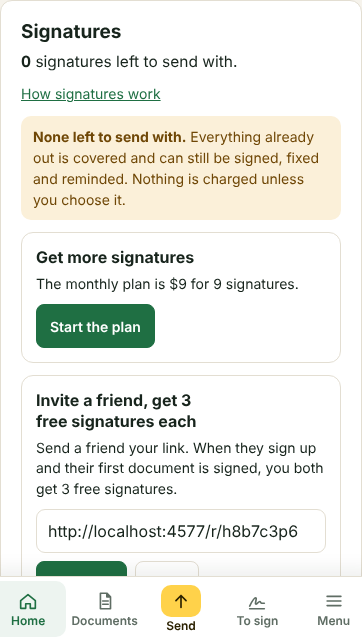 Signatures
0 signatures left to send with.
How signatures work
None left to send with. Everything already
out is covered and can still be signed, fixed
and reminded. Nothing is charged unless
you choose it.
Get more signatures
The monthly plan is $9 for 9 signatures.
Start the plan
Invite a friend, get 3
free signatures each
Send a friend your link. When they sign up
and their first document is signed, you both
get 3 free signatures.
http://localhost:4577/r/h8b7c3p6
Home
Documents
Send
To sign
Menu